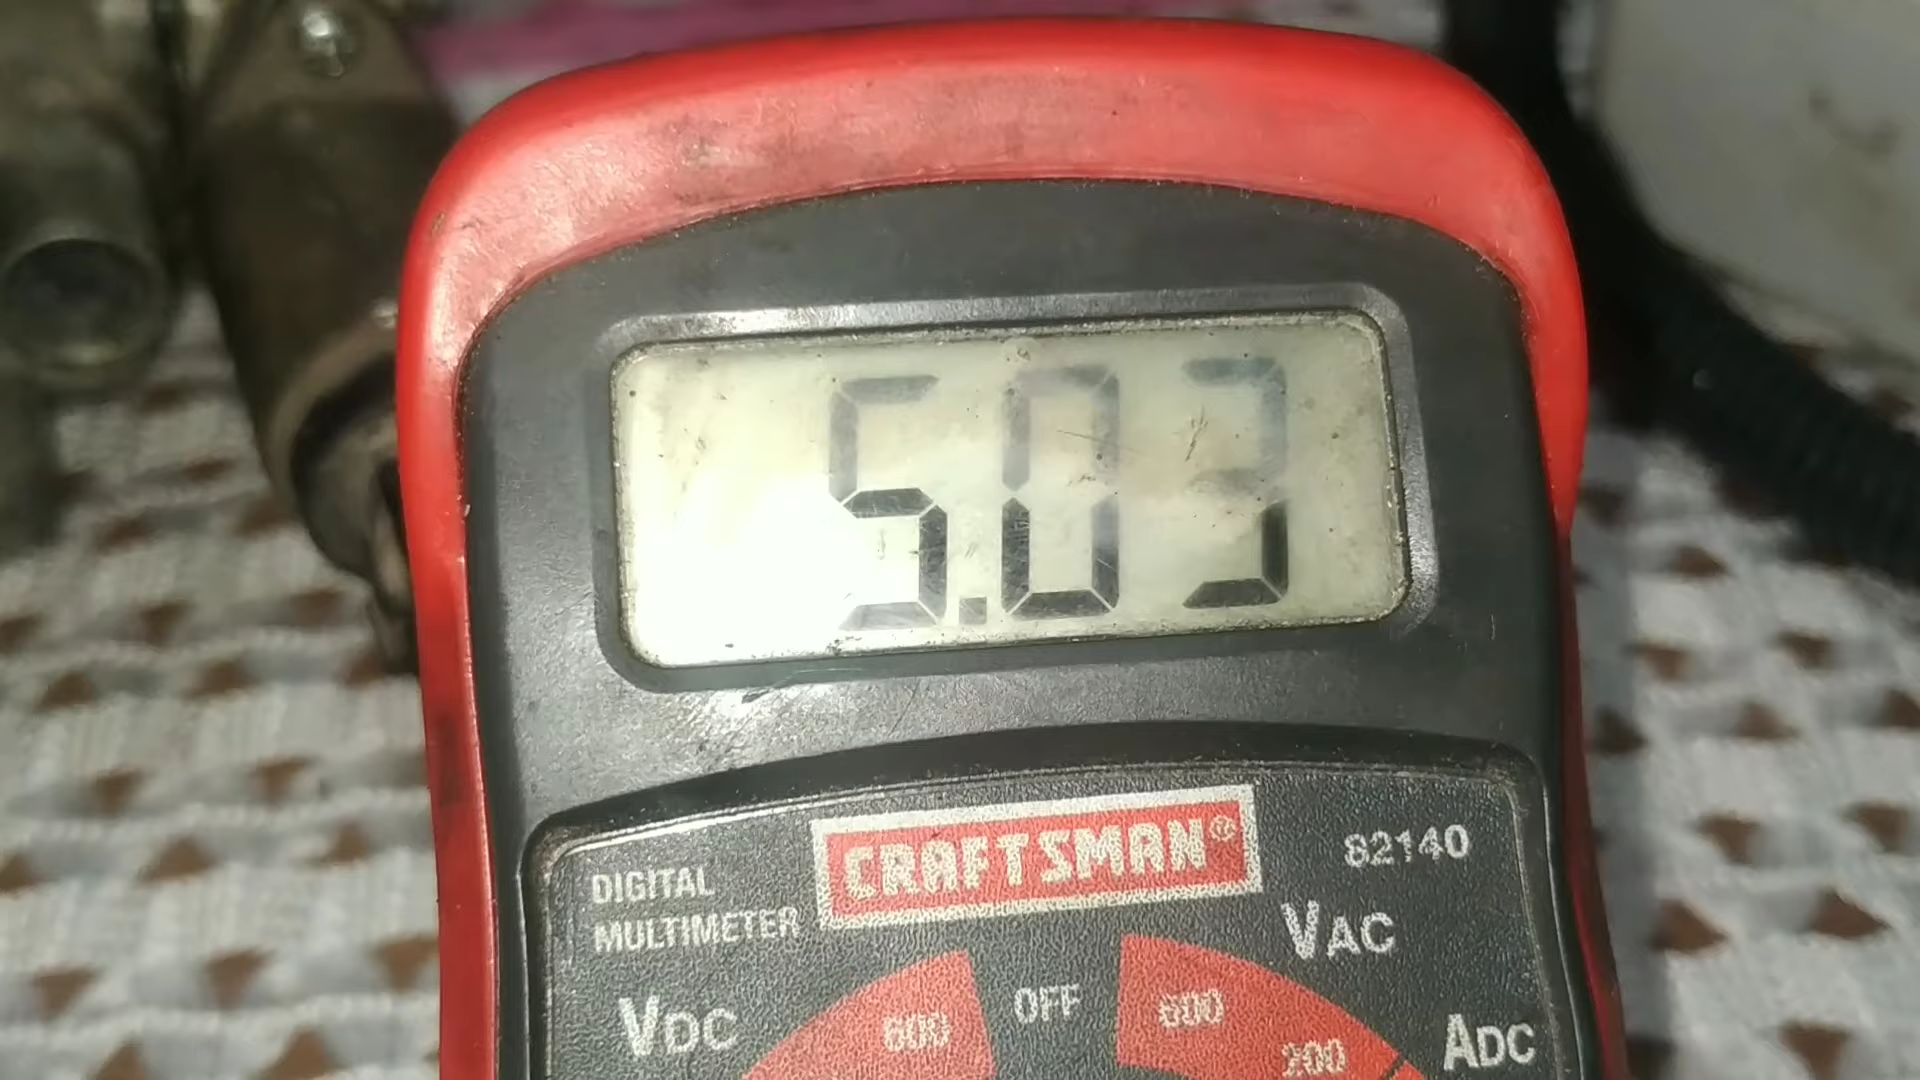 5.03
CRAFTSMAN®
82140
DIGITAL
MULTIMETER
VAC
VDC
600
OFF
600
200
ADC